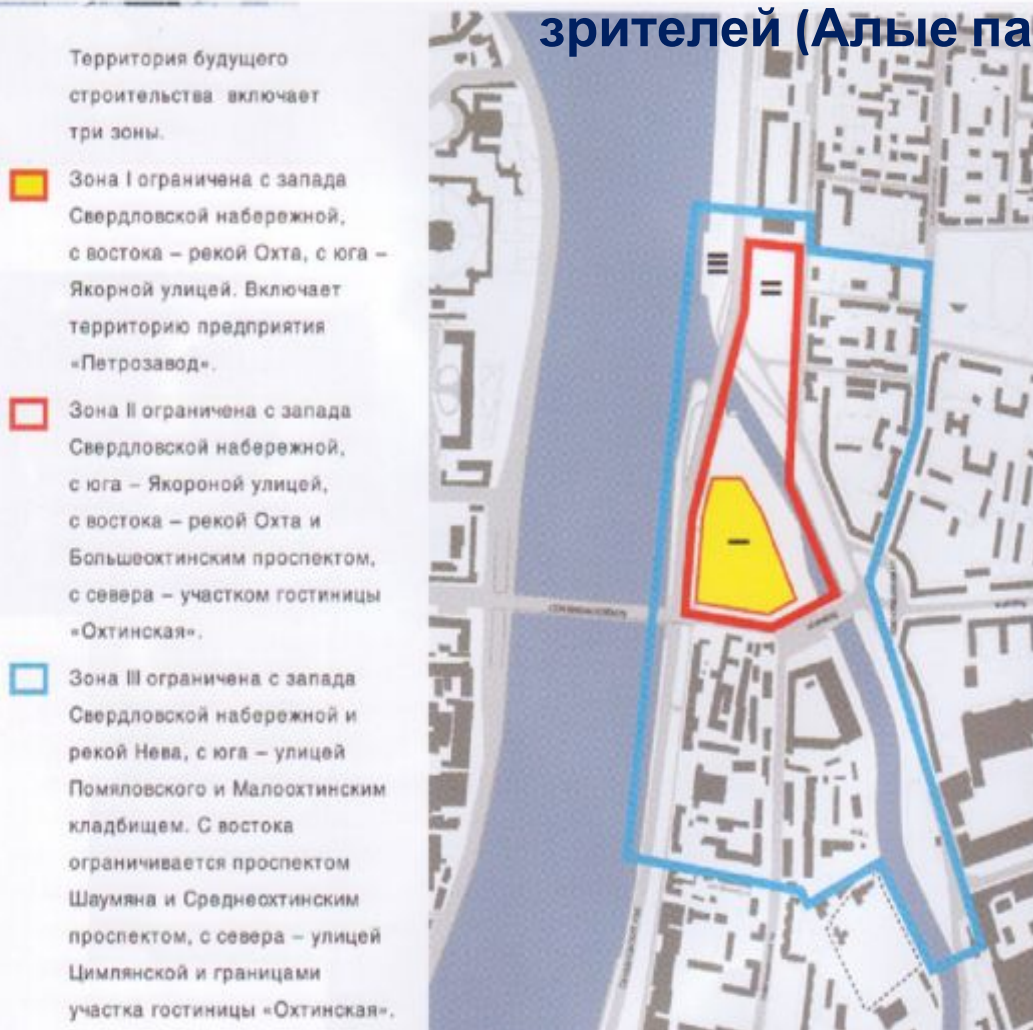 зрителей (Алые па
Территория будущего
строительства включает
три зоны.
Зона I ограничена с запада
Свердловской набережной,
с востока – рекой Охта, с юга –
Якорной улицей. Включает
территорию предприятия
«Петрозавод».
Зона II ограничена с запада
Свердловской набережной,
с юга – Якороной улицей,
с востока – рекой Охта и
Большеохтинским проспектом,
с севера – участком гостиницы
«Охтинская».
Зона III ограничена с запада
Свердловской набережной и
рекой Нева, с юга – улицей
Помяловского и Малоохтинским
кладбищем. С востока
ограничивается проспектом
Шаумяна и Среднеохтинским
проспектом, с севера – улицей
Цимлянской и границами
участка гостиницы «Охтинская».
III
II
I